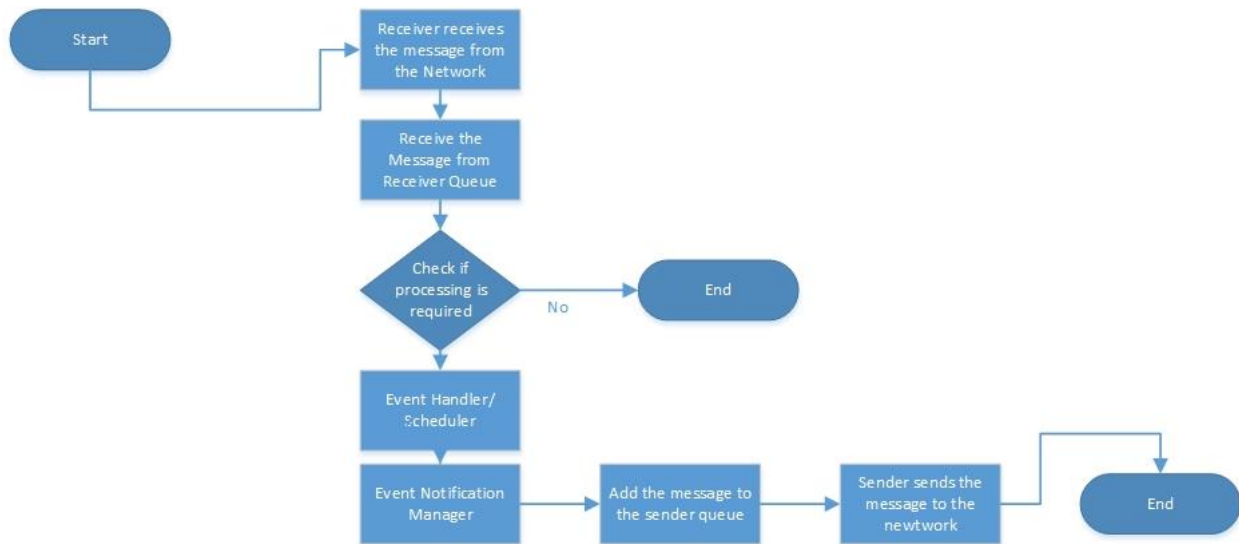 Start
Receiver receives
the message from
the Network
Receive the
Message from
Receiver Queue
Check if
processing is
required
No
End
Event Handler/
Scheduler
Event Notification
Manager
Add the message to
the sender queue
Sender sends the
message to the
newtwork
End